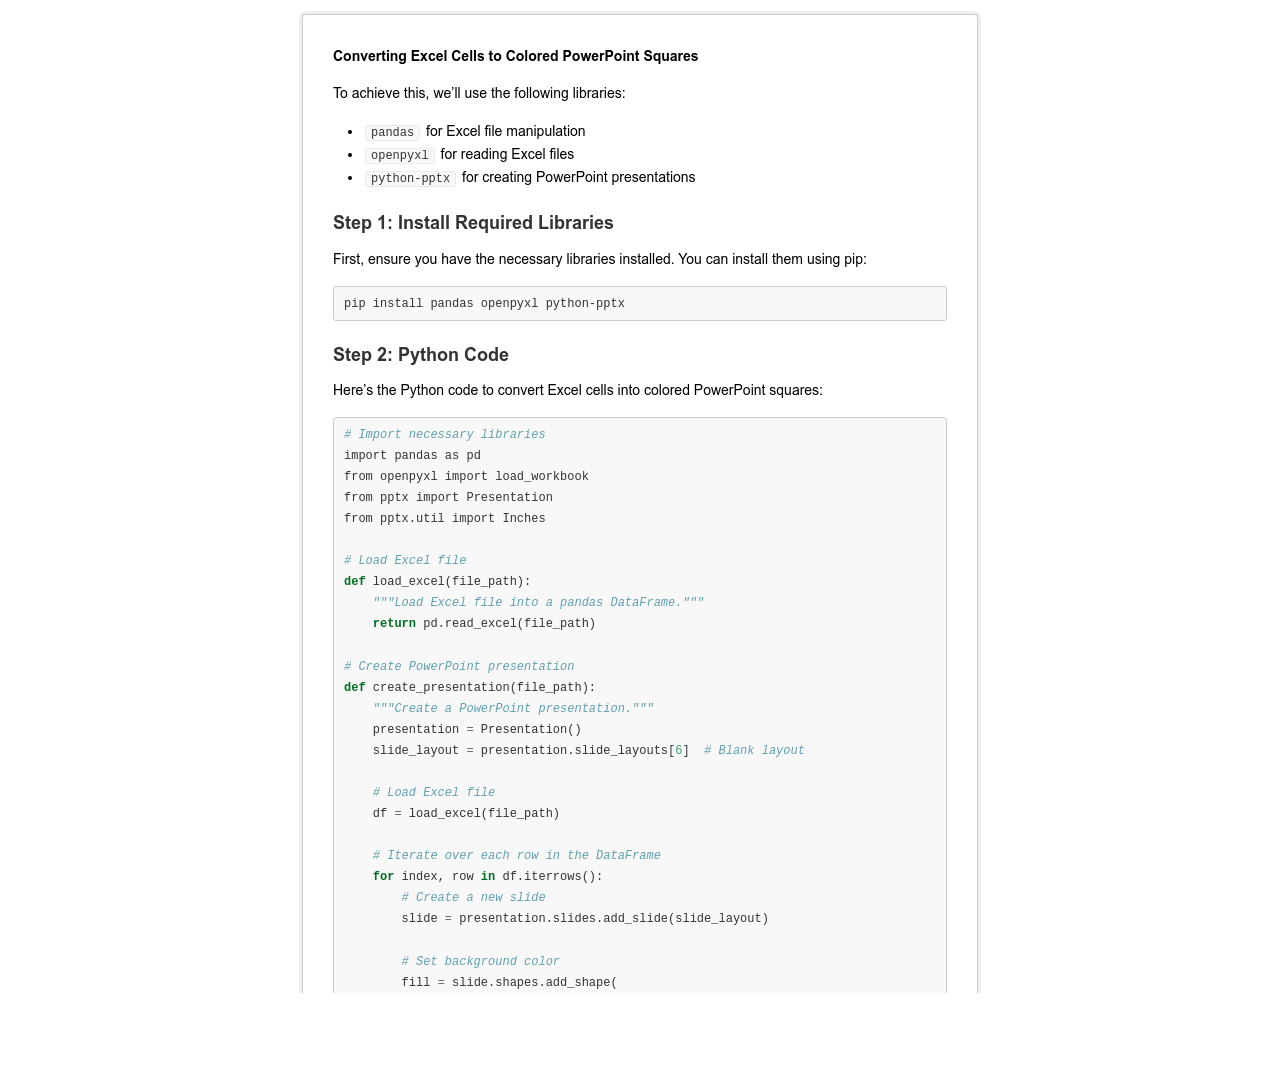 Converting Excel Cells to Colored PowerPoint Squares
To achieve this, we’ll use the following libraries:
• pandas for Excel file manipulation
• openpyxl for reading Excel files
• python-pptx for creating PowerPoint presentations
Step 1: Install Required Libraries
First, ensure you have the necessary libraries installed. You can install them using pip:
pip install pandas openpyxl python-pptx
Step 2: Python Code
Here’s the Python code to convert Excel cells into colored PowerPoint squares:
# Import necessary libraries
import pandas as pd
from openpyxl import load_workbook
from pptx import Presentation
from pptx.util import Inches

# Load Excel file
def load_excel(file_path):
    """Load Excel file into a pandas DataFrame."""
    return pd.read_excel(file_path)

# Create PowerPoint presentation
def create_presentation(file_path):
    """Create a PowerPoint presentation."""
    presentation = Presentation()
    slide_layout = presentation.slide_layouts[6]  # Blank layout

    # Load Excel file
    df = load_excel(file_path)

    # Iterate over each row in the DataFrame
    for index, row in df.iterrows():
        # Create a new slide
        slide = presentation.slides.add_slide(slide_layout)

        # Set background color
        fill = slide.shapes.add_shape(